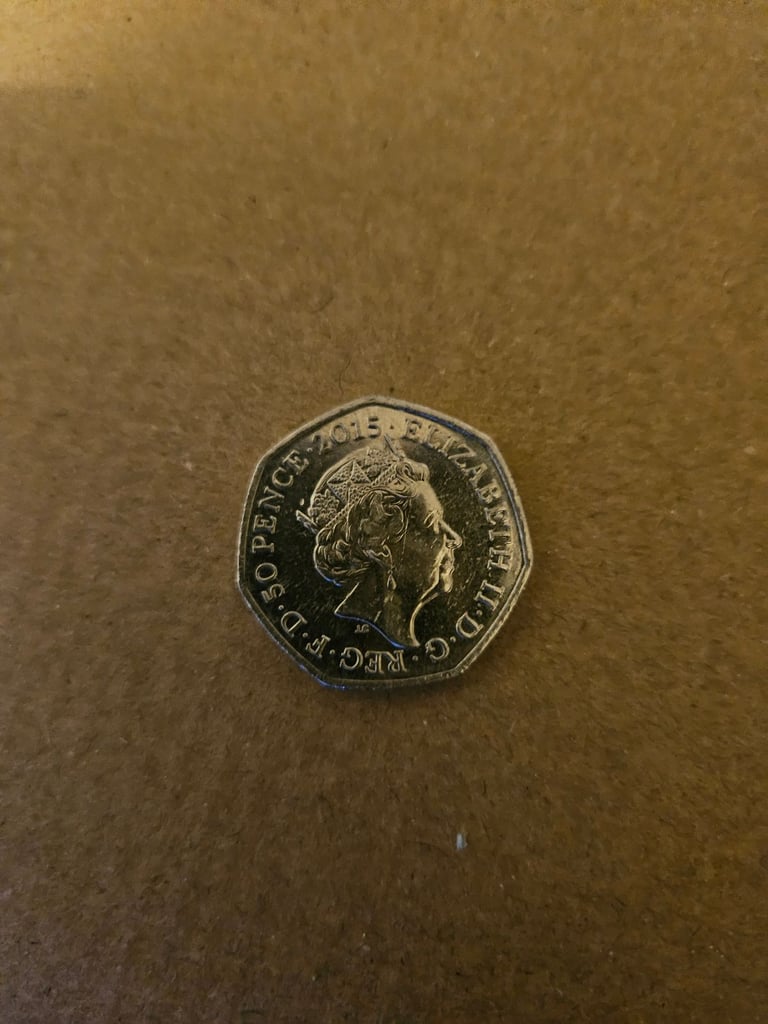 ELIZABETH II · D · G · REG · F · D · 50 PENCE · 2015 ·